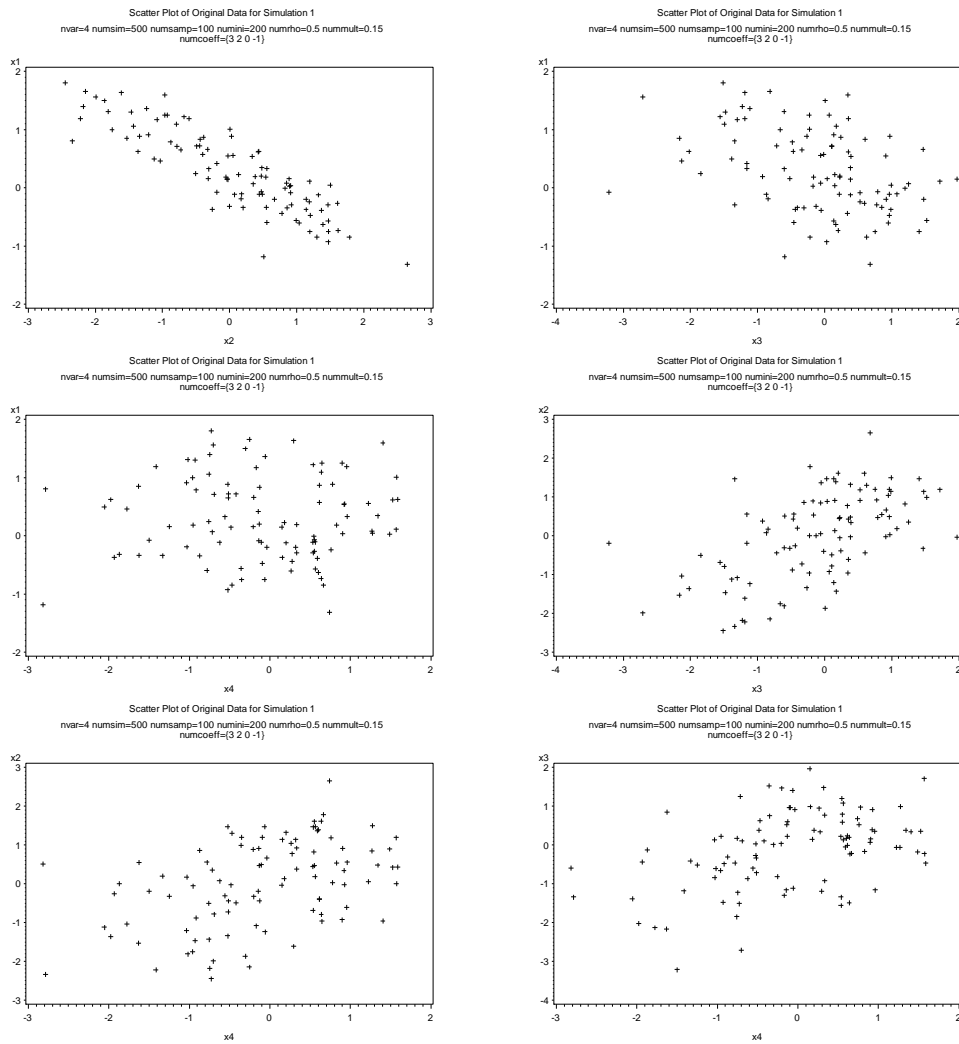 Scatter Plot of Original Data for Simulation 1
nvar=4 numsim=500 numsamp=100 numini=200 numrho=0.5 nummult=0.15
numcoeff={3 2 0 -1}
x1
2
1
0
-1
-2
-3 -2 -1 0 1 2 3
x2
Scatter Plot of Original Data for Simulation 1
nvar=4 numsim=500 numsamp=100 numini=200 numrho=0.5 nummult=0.15
numcoeff={3 2 0 -1}
x1
2
1
0
-1
-2
-4 -3 -2 -1 0 1 2
x3
Scatter Plot of Original Data for Simulation 1
nvar=4 numsim=500 numsamp=100 numini=200 numrho=0.5 nummult=0.15
numcoeff={3 2 0 -1}
x1
2
1
0
-1
-2
-3 -2 -1 0 1 2
x4
Scatter Plot of Original Data for Simulation 1
nvar=4 numsim=500 numsamp=100 numini=200 numrho=0.5 nummult=0.15
numcoeff={3 2 0 -1}
x2
3
2
1
0
-1
-2
-3
-4 -3 -2 -1 0 1 2
x3
Scatter Plot of Original Data for Simulation 1
nvar=4 numsim=500 numsamp=100 numini=200 numrho=0.5 nummult=0.15
numcoeff={3 2 0 -1}
x2
3
2
1
0
-1
-2
-3
-3 -2 -1 0 1 2
x4
Scatter Plot of Original Data for Simulation 1
nvar=4 numsim=500 numsamp=100 numini=200 numrho=0.5 nummult=0.15
numcoeff={3 2 0 -1}
x3
2
1
0
-1
-2
-3
-4
-3 -2 -1 0 1 2
x4